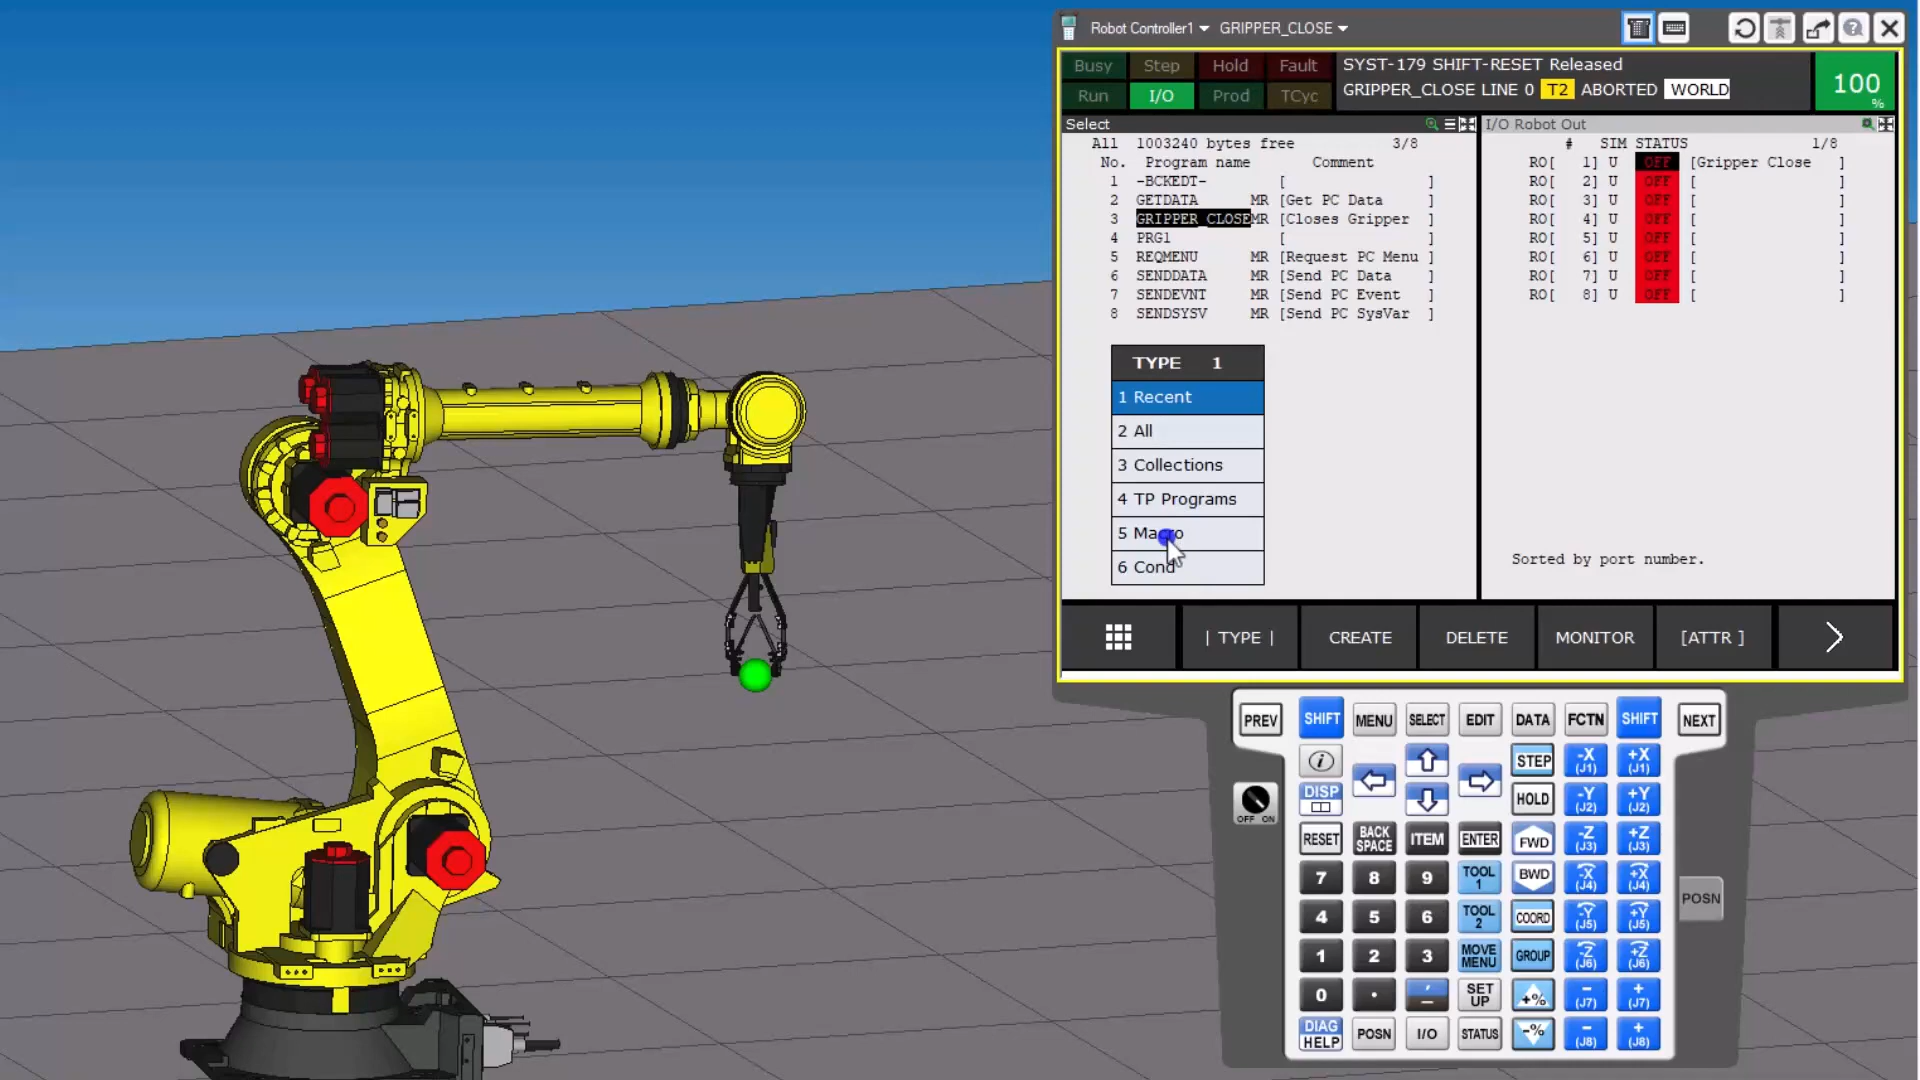 Robot Controller1 GRIPPER_CLOSE
Busy Step Hold Fault
Run I/O Prod TCyc
SYST-179 SHIFT-RESET Released
GRIPPER_CLOSE LINE 0 T2 ABORTED WORLD
100 %
Select
All 1003240 bytes free 3/8
No. Program name Comment
1 -BCKEDT- [ ]
2 GETDATA MR [Get PC Data ]
3 GRIPPER_CLOSE MR [Closes Gripper ]
4 PRG1 [ ]
5 REQMENU MR [Request PC Menu ]
6 SENDDATA MR [Send PC Data ]
7 SENDEVNT MR [Send PC Event ]
8 SENDSYSV MR [Send PC SysVar ]
TYPE 1
1 Recent
2 All
3 Collections
4 TP Programs
5 Macro
6 Cond
I/O Robot Out
# SIM STATUS 1/8
RO[ 1] U OFF [Gripper Close ]
RO[ 2] U OFF [ ]
RO[ 3] U OFF [ ]
RO[ 4] U OFF [ ]
RO[ 5] U OFF [ ]
RO[ 6] U OFF [ ]
RO[ 7] U OFF [ ]
RO[ 8] U OFF [ ]
Sorted by port number.
| TYPE | CREATE DELETE MONITOR [ATTR ] >
PREV SHIFT MENU SELECT EDIT DATA FCTN SHIFT NEXT
i STEP -X (J1) +X (J1)
DISP HOLD -Y (J2) +Y (J2)
OFF ON
RESET BACK SPACE ITEM ENTER FWD -Z (J3) +Z (J3)
7 8 9 TOOL 1 BWD -X (J4) +X (J4)
POSN
4 5 6 TOOL 2 COORD -Y (J5) +Y (J5)
1 2 3 MOVE MENU GROUP -Z (J6) +Z (J6)
0 . ′ — SET UP +% - (J7) + (J7)
DIAG HELP POSN I/O STATUS -% - (J8) + (J8)